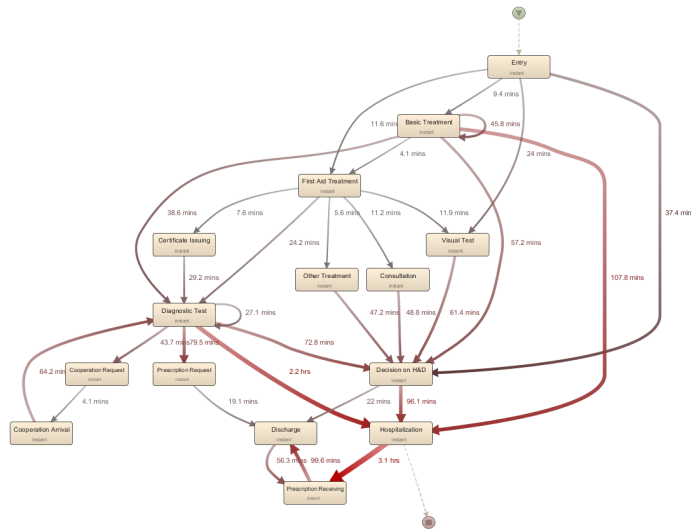 Entry
instant
9.4 mins
11.6 min
Basic Treatment
instant
45.8 mins
4.1 mins
24 mins
First Aid Treatment
instant
38.6 mins
7.6 mins
5.6 mins
11.2 mins
11.9 mins
37.4 m
Certificate Issuing
instant
24.2 mins
Visual Test
instant
57.2 mins
29.2 mins
Other Treatment
instant
Consultation
instant
107.8 mins
Diagnostic Test
instant
27.1 mins
47.2 mins
48.8 mins
61.4 mins
43.7 mins
79.5 mins
72.8 mins
64.2 min
Cooperation Request
instant
Prescription Request
instant
2.2 hrs
Decision on H&D
instant
4.1 mins
19.1 mins
22 mins
96.1 mins
Cooperation Arrival
instant
Discharge
instant
Hospitalization
instant
56.3 mins
99.6 mins
3.1 hrs
Prescription Receiving
instant